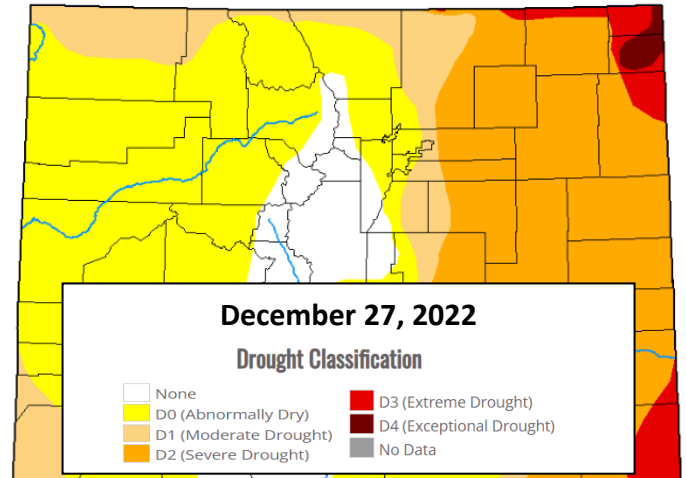 December 27, 2022
Drought Classification
None
D0 (Abnormally Dry)
D1 (Moderate Drought)
D2 (Severe Drought)
D3 (Extreme Drought)
D4 (Exceptional Drought)
No Data